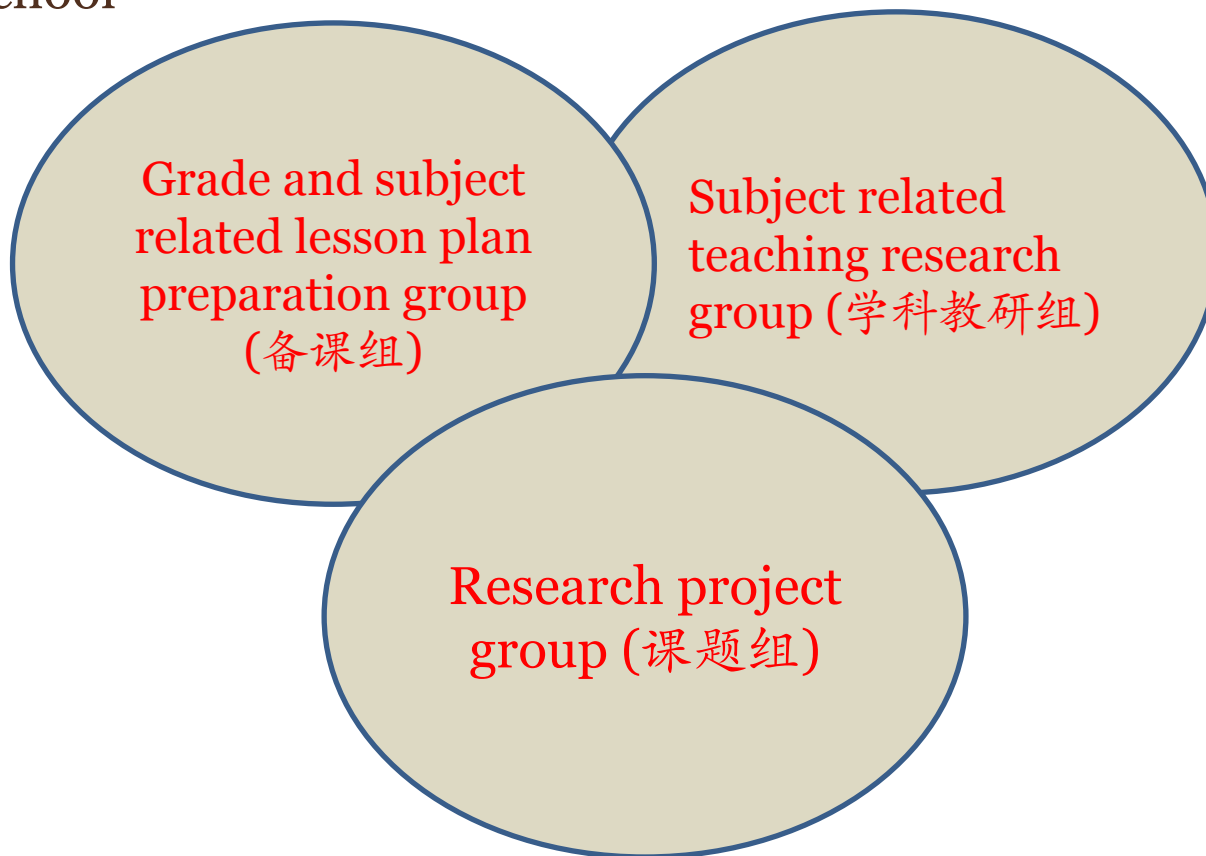 Grade and subject
related lesson plan
preparation group
(备课组)
Subject related
teaching research
group (学科教研组)
Research project
group (课题组)